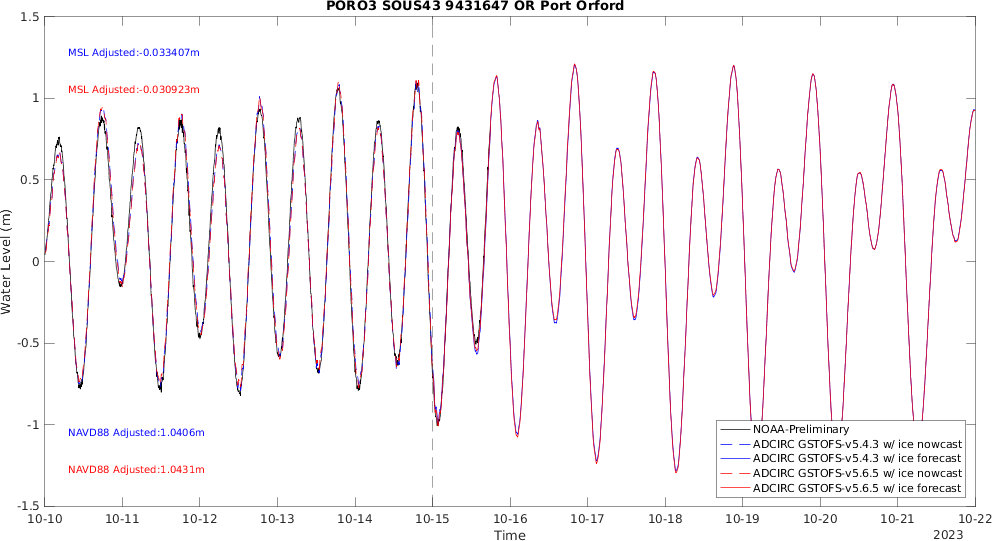 PORO3 SOUS43 9431647 OR Port Orford
1.5
MSL Adjusted:-0.033407m
1
MSL Adjusted:-0.030923m
0.5
Water Level (m)
0
-0.5
-1
NAVD88 Adjusted:1.0406m
NAVD88 Adjusted:1.0431m
-1.5
NOAA-Preliminary
ADCIRC GSTOFS-v5.4.3 w/ ice nowcast
ADCIRC GSTOFS-v5.4.3 w/ ice forecast
ADCIRC GSTOFS-v5.6.5 w/ ice nowcast
ADCIRC GSTOFS-v5.6.5 w/ ice forecast
10-10 10-11 10-12 10-13 10-14 10-15 10-16 10-17 10-18 10-19 10-20 10-21 10-22
Time
2023